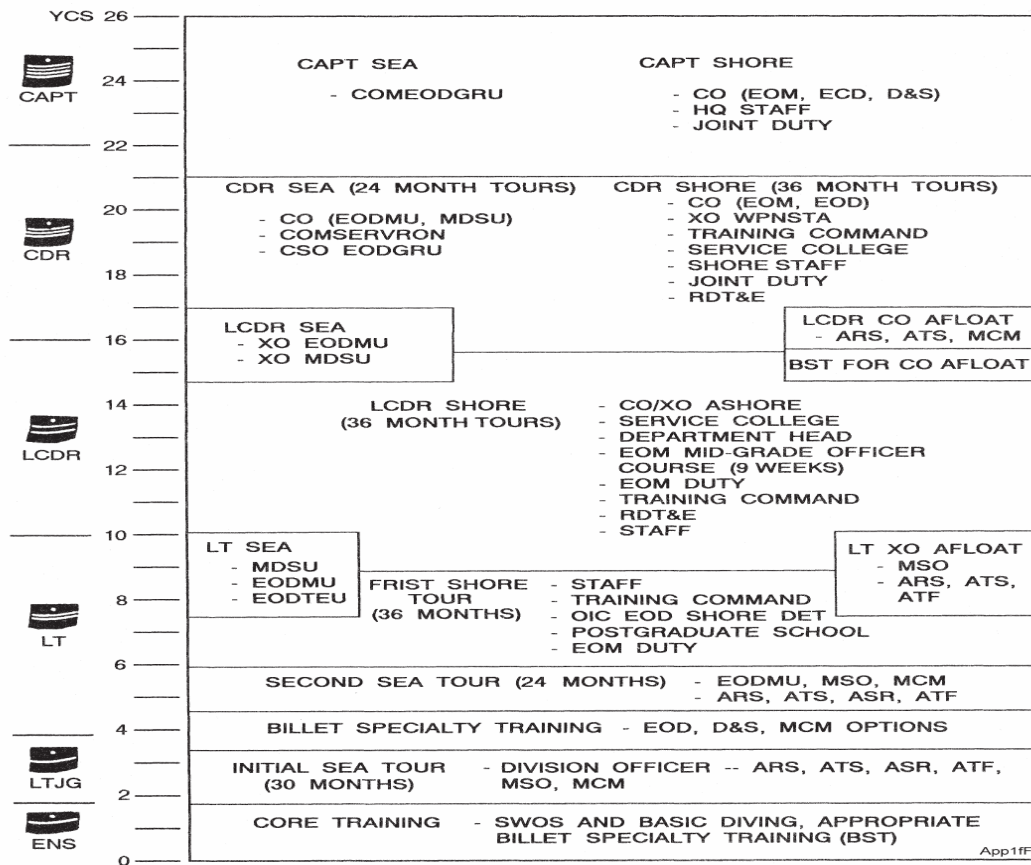 YCS 26
24
CAPT
22
20
CDR
18
16
14
LCDR
12
10
8
LT
6
4
LTJG
2
ENS
0
CAPT SEA
- COMEODGRU
CAPT SHORE
- CO (EOM, ECD, D&S)
- HQ STAFF
- JOINT DUTY
CDR SEA (24 MONTH TOURS)
- CO (EODMU, MDSU)
- COMSERVRON
- CSO EODGRU
CDR SHORE (36 MONTH TOURS)
- CO (EOM, EOD)
- XO WPNSTA
- TRAINING COMMAND
- SERVICE COLLEGE
- SHORE STAFF
- JOINT DUTY
- RDT&E
LCDR SEA
- XO EODMU
- XO MDSU
LCDR CO AFLOAT
- ARS, ATS, MCM
BST FOR CO AFLOAT
LCDR SHORE
(36 MONTH TOURS)
- CO/XO ASHORE
- SERVICE COLLEGE
- DEPARTMENT HEAD
- EOM MID-GRADE OFFICER
COURSE (9 WEEKS)
- EOM DUTY
- TRAINING COMMAND
- RDT&E
- STAFF
LT SEA
- MDSU
- EODMU
- EODTEU
FRIST SHORE
TOUR
(36 MONTHS)
- STAFF
- TRAINING COMMAND
- OIC EOD SHORE DET
- POSTGRADUATE SCHOOL
- EOM DUTY
LT XO AFLOAT
- MSO
- ARS, ATS,
ATF
SECOND SEA TOUR (24 MONTHS) - EODMU, MSO, MCM
- ARS, ATS, ASR, ATF
BILLET SPECIALTY TRAINING - EOD, D&S, MCM OPTIONS
INITIAL SEA TOUR - DIVISION OFFICER -- ARS, ATS, ASR, ATF,
(30 MONTHS) MSO, MCM
CORE TRAINING - SWOS AND BASIC DIVING, APPROPRIATE
BILLET SPECIALTY TRAINING (BST)